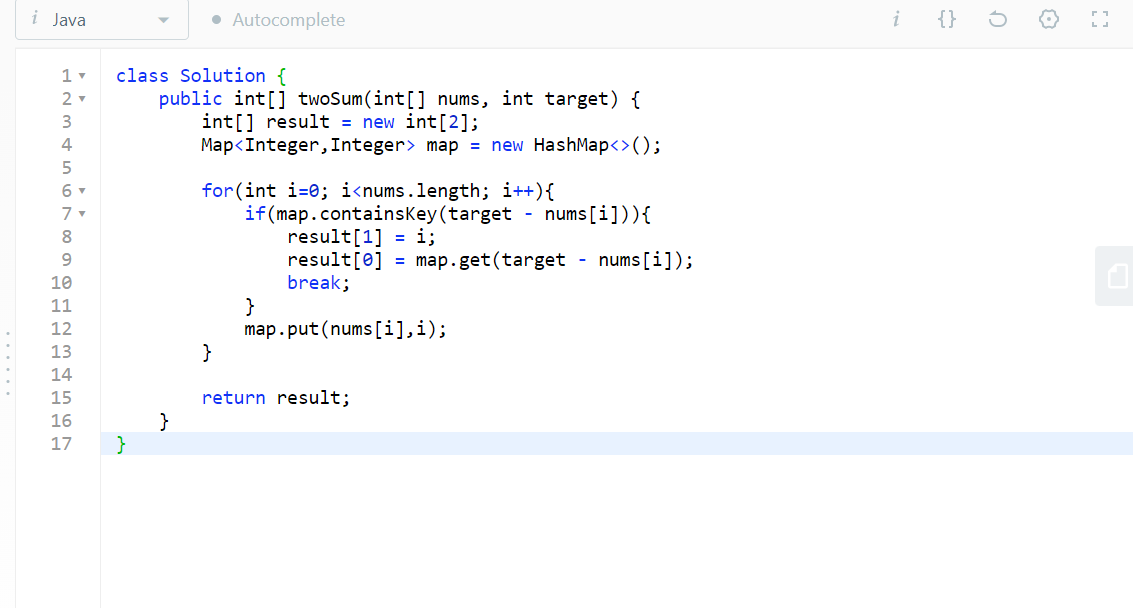 i Java Autocomplete i {}
1 class Solution {
2     public int[] twoSum(int[] nums, int target) {
3         int[] result = new int[2];
4         Map<Integer,Integer> map = new HashMap<>();
5
6         for(int i=0; i<nums.length; i++){
7             if(map.containsKey(target - nums[i])){
8                 result[1] = i;
9                 result[0] = map.get(target - nums[i]);
10                 break;
11             }
12             map.put(nums[i],i);
13         }
14
15         return result;
16     }
17 }